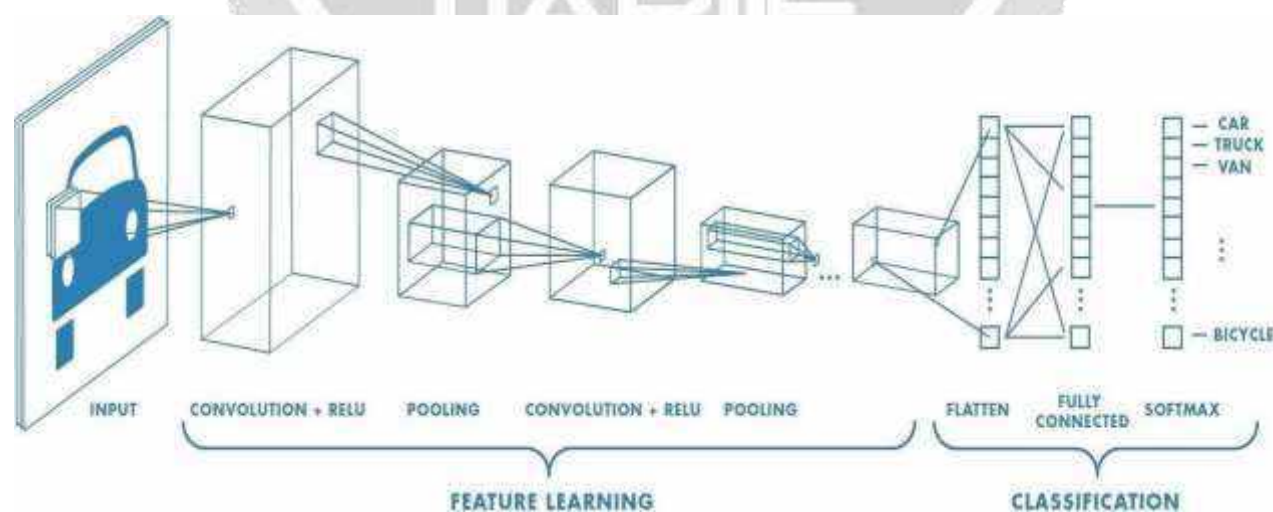 CAR
TRUCK
VAN
BICYCLE
INPUT
CONVOLUTION + RELU
POOLING
CONVOLUTION + RELU
POOLING
FLATTEN
FULLY
CONNECTED
SOFTMAX
FEATURE LEARNING
CLASSIFICATION